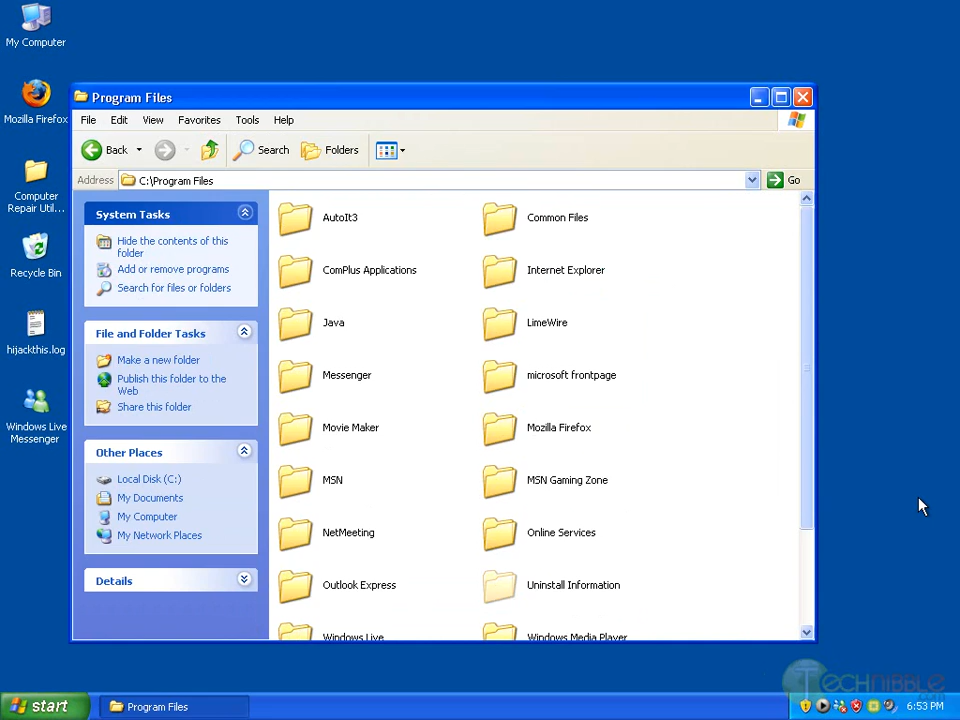 My Computer
Mozilla Firefox
Computer
Repair Util...
Recycle Bin
hijackthis.log
Windows Live
Messenger
Program Files
File Edit View Favorites Tools Help
Back Search Folders
Address C:\Program Files Go
System Tasks
Hide the contents of this
folder
Add or remove programs
Search for files or folders
File and Folder Tasks
Make a new folder
Publish this folder to the
Web
Share this folder
Other Places
Local Disk (C:)
My Documents
My Computer
My Network Places
Details
AutoIt3 Common Files
ComPlus Applications Internet Explorer
Java LimeWire
Messenger microsoft frontpage
Movie Maker Mozilla Firefox
MSN MSN Gaming Zone
NetMeeting Online Services
Outlook Express Uninstall Information
Windows Live Windows Media Player
Technibble
.com
start Program Files 6:53 PM